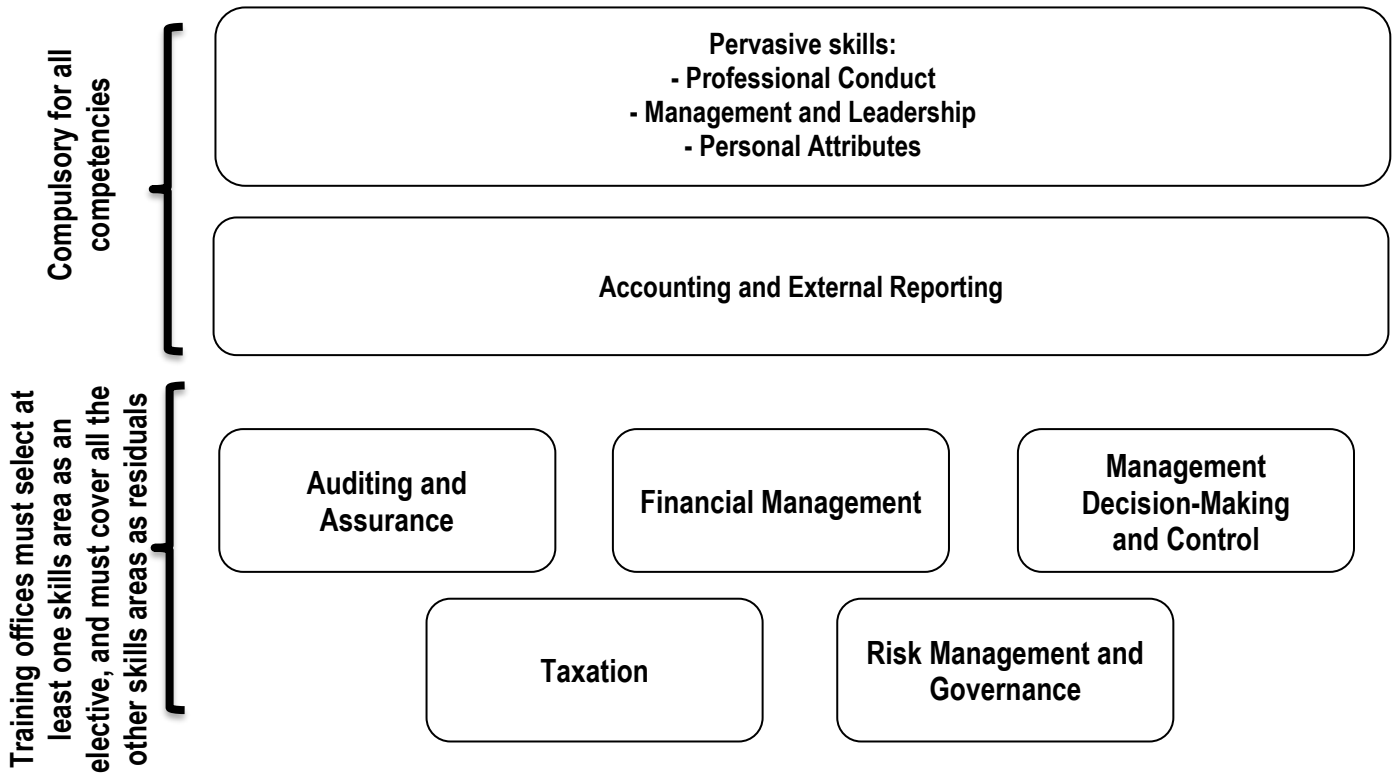 Compulsory for all
competencies
Pervasive skills:
- Professional Conduct
- Management and Leadership
- Personal Attributes
Accounting and External Reporting
Training offices must select at
least one skills area as an
elective, and must cover all the
other skills areas as residuals
Auditing and
Assurance
Financial Management
Management
Decision-Making
and Control
Taxation
Risk Management and
Governance